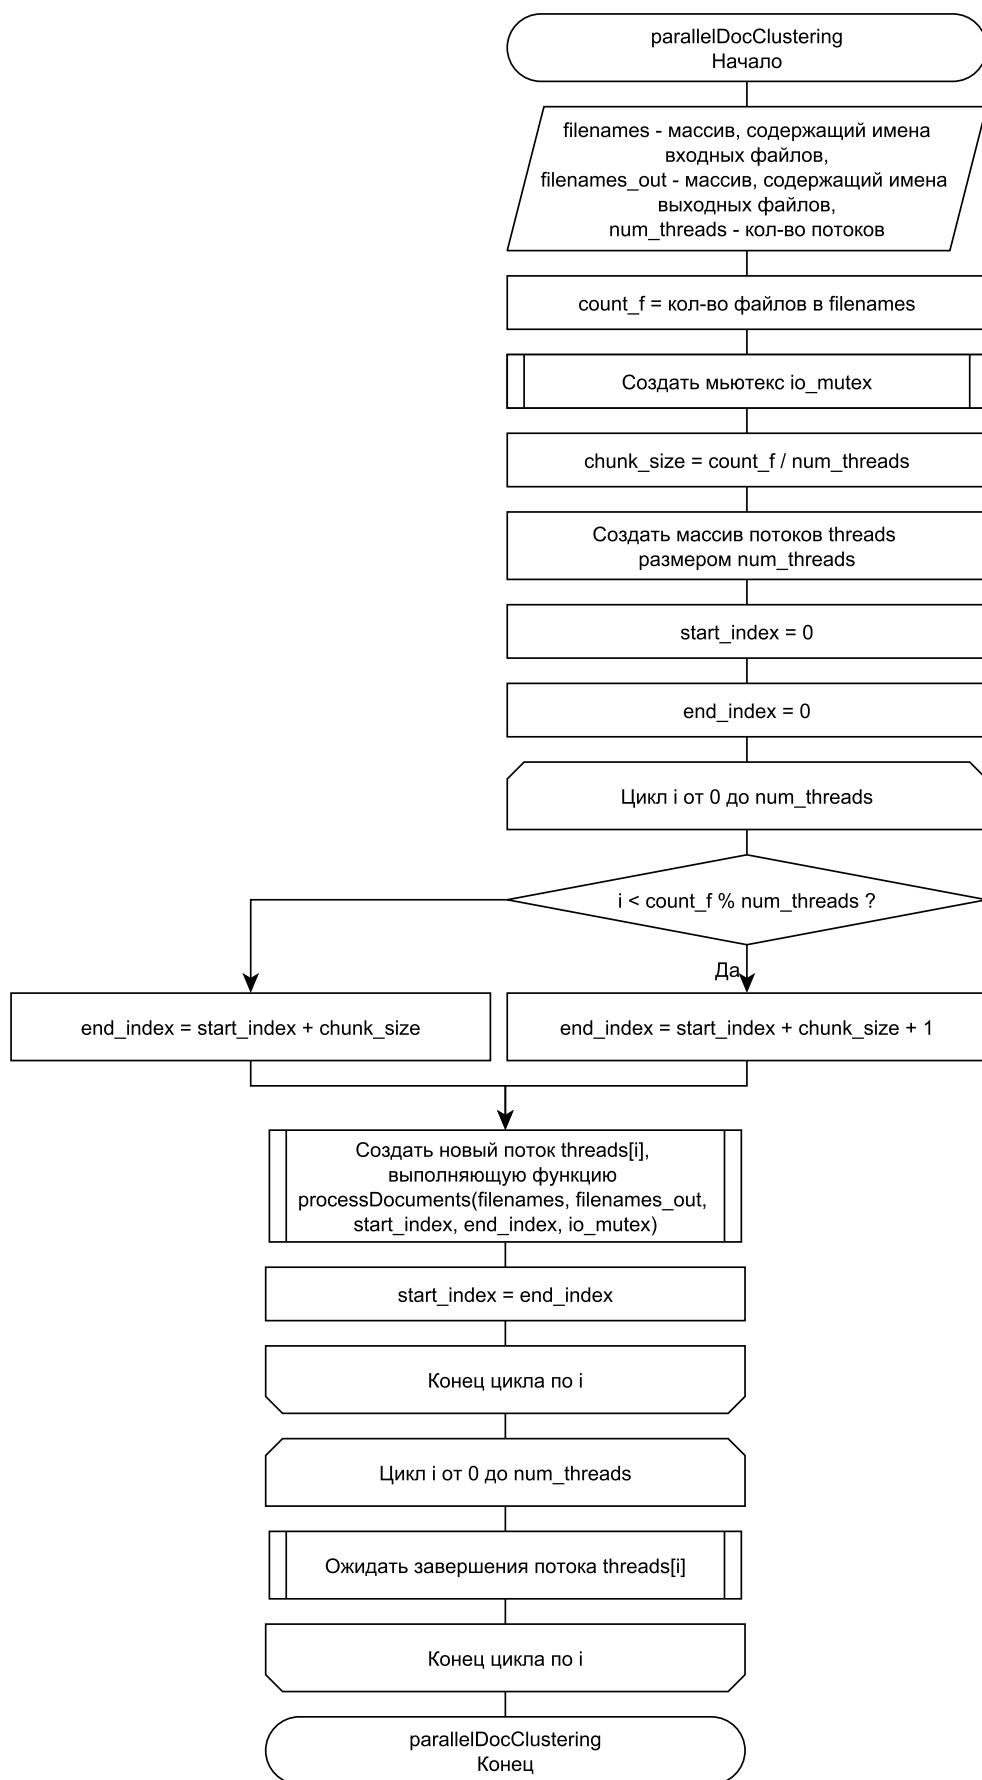 parallelDocClustering
Начало
filenames - массив, содержащий имена
входных файлов,
filenames_out - массив, содержащий имена
выходных файлов,
num_threads - кол-во потоков
count_f = кол-во файлов в filenames
Создать мьютекс io_mutex
chunk_size = count_f / num_threads
Создать массив потоков threads
размером num_threads
start_index = 0
end_index = 0
Цикл i от 0 до num_threads
i < count_f % num_threads ?
Да
end_index = start_index + chunk_size
end_index = start_index + chunk_size + 1
Создать новый поток threads[i],
выполняющую функцию
processDocuments(filenames, filenames_out,
start_index, end_index, io_mutex)
start_index = end_index
Конец цикла по i
Цикл i от 0 до num_threads
Ожидать завершения потока threads[i]
Конец цикла по i
parallelDocClustering
Конец